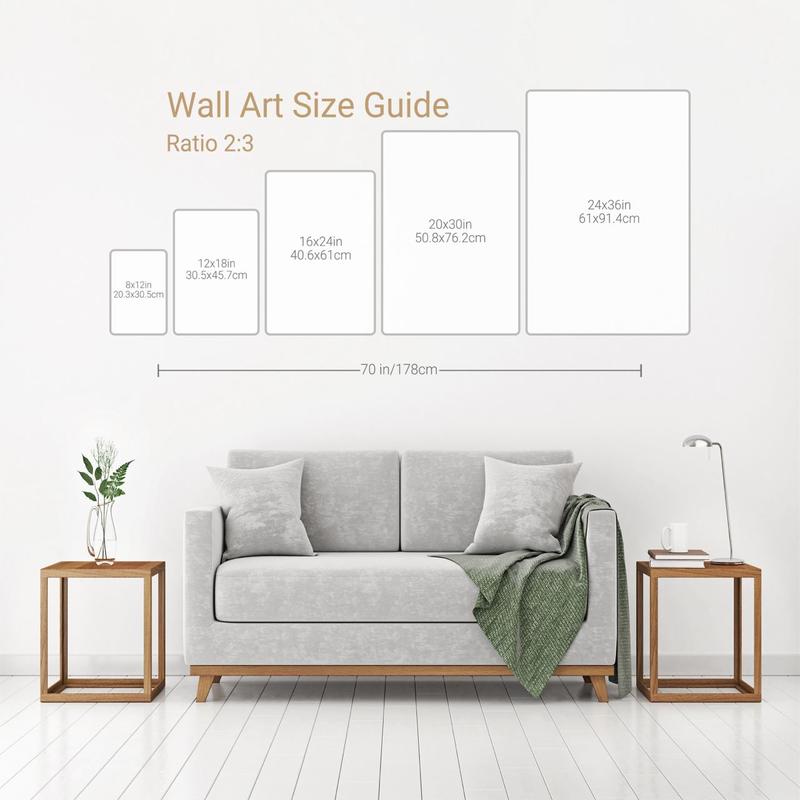 Wall Art Size Guide
Ratio 2:3
8x12in
20.3x30.5cm
12x18in
30.5x45.7cm
16x24in
40.6x61cm
20x30in
50.8x76.2cm
24x36in
61x91.4cm
70 in/178cm